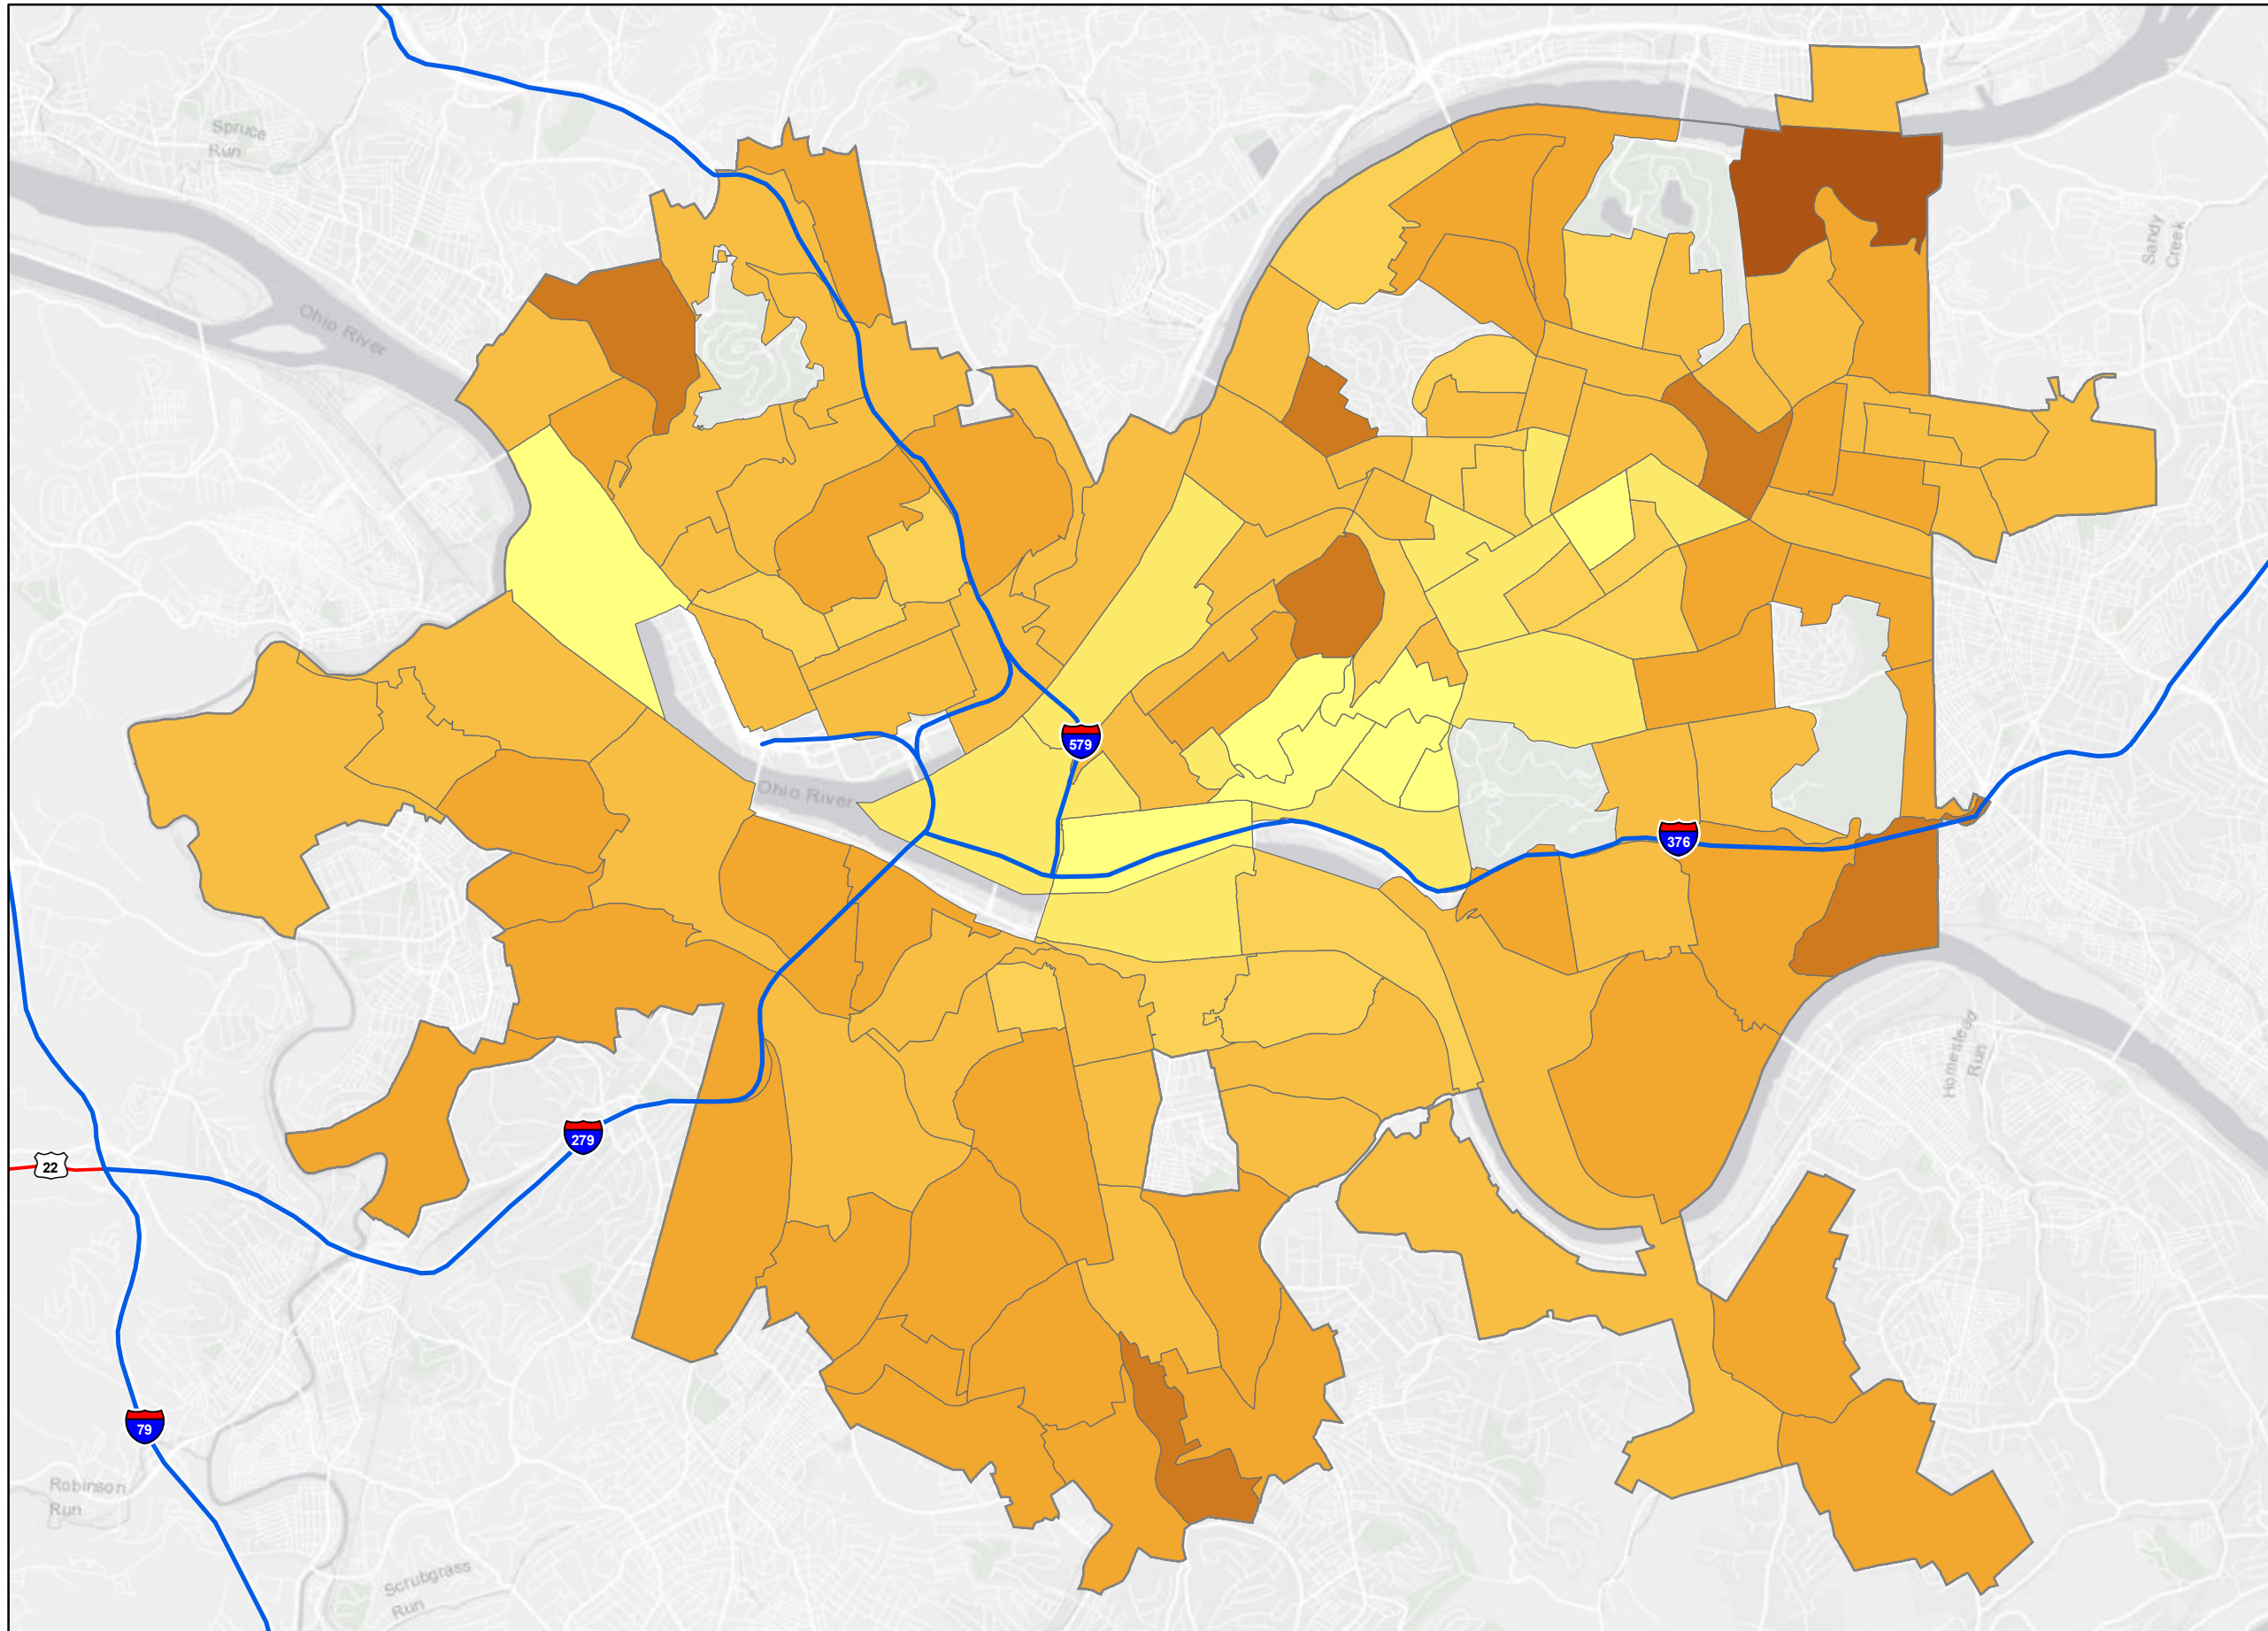 Spruce
Run
Sandy
Creek
Ohio River
579
Ohio River
376
Homestead
Run
279
22
79
Robinson
Run
Scrubgrass
Run